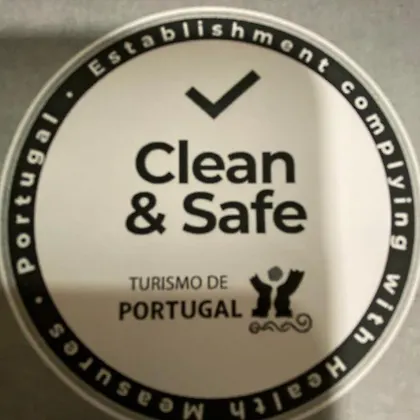 Establishment complying with Health Measures • Portugal •
Clean
& Safe
TURISMO DE
PORTUGAL